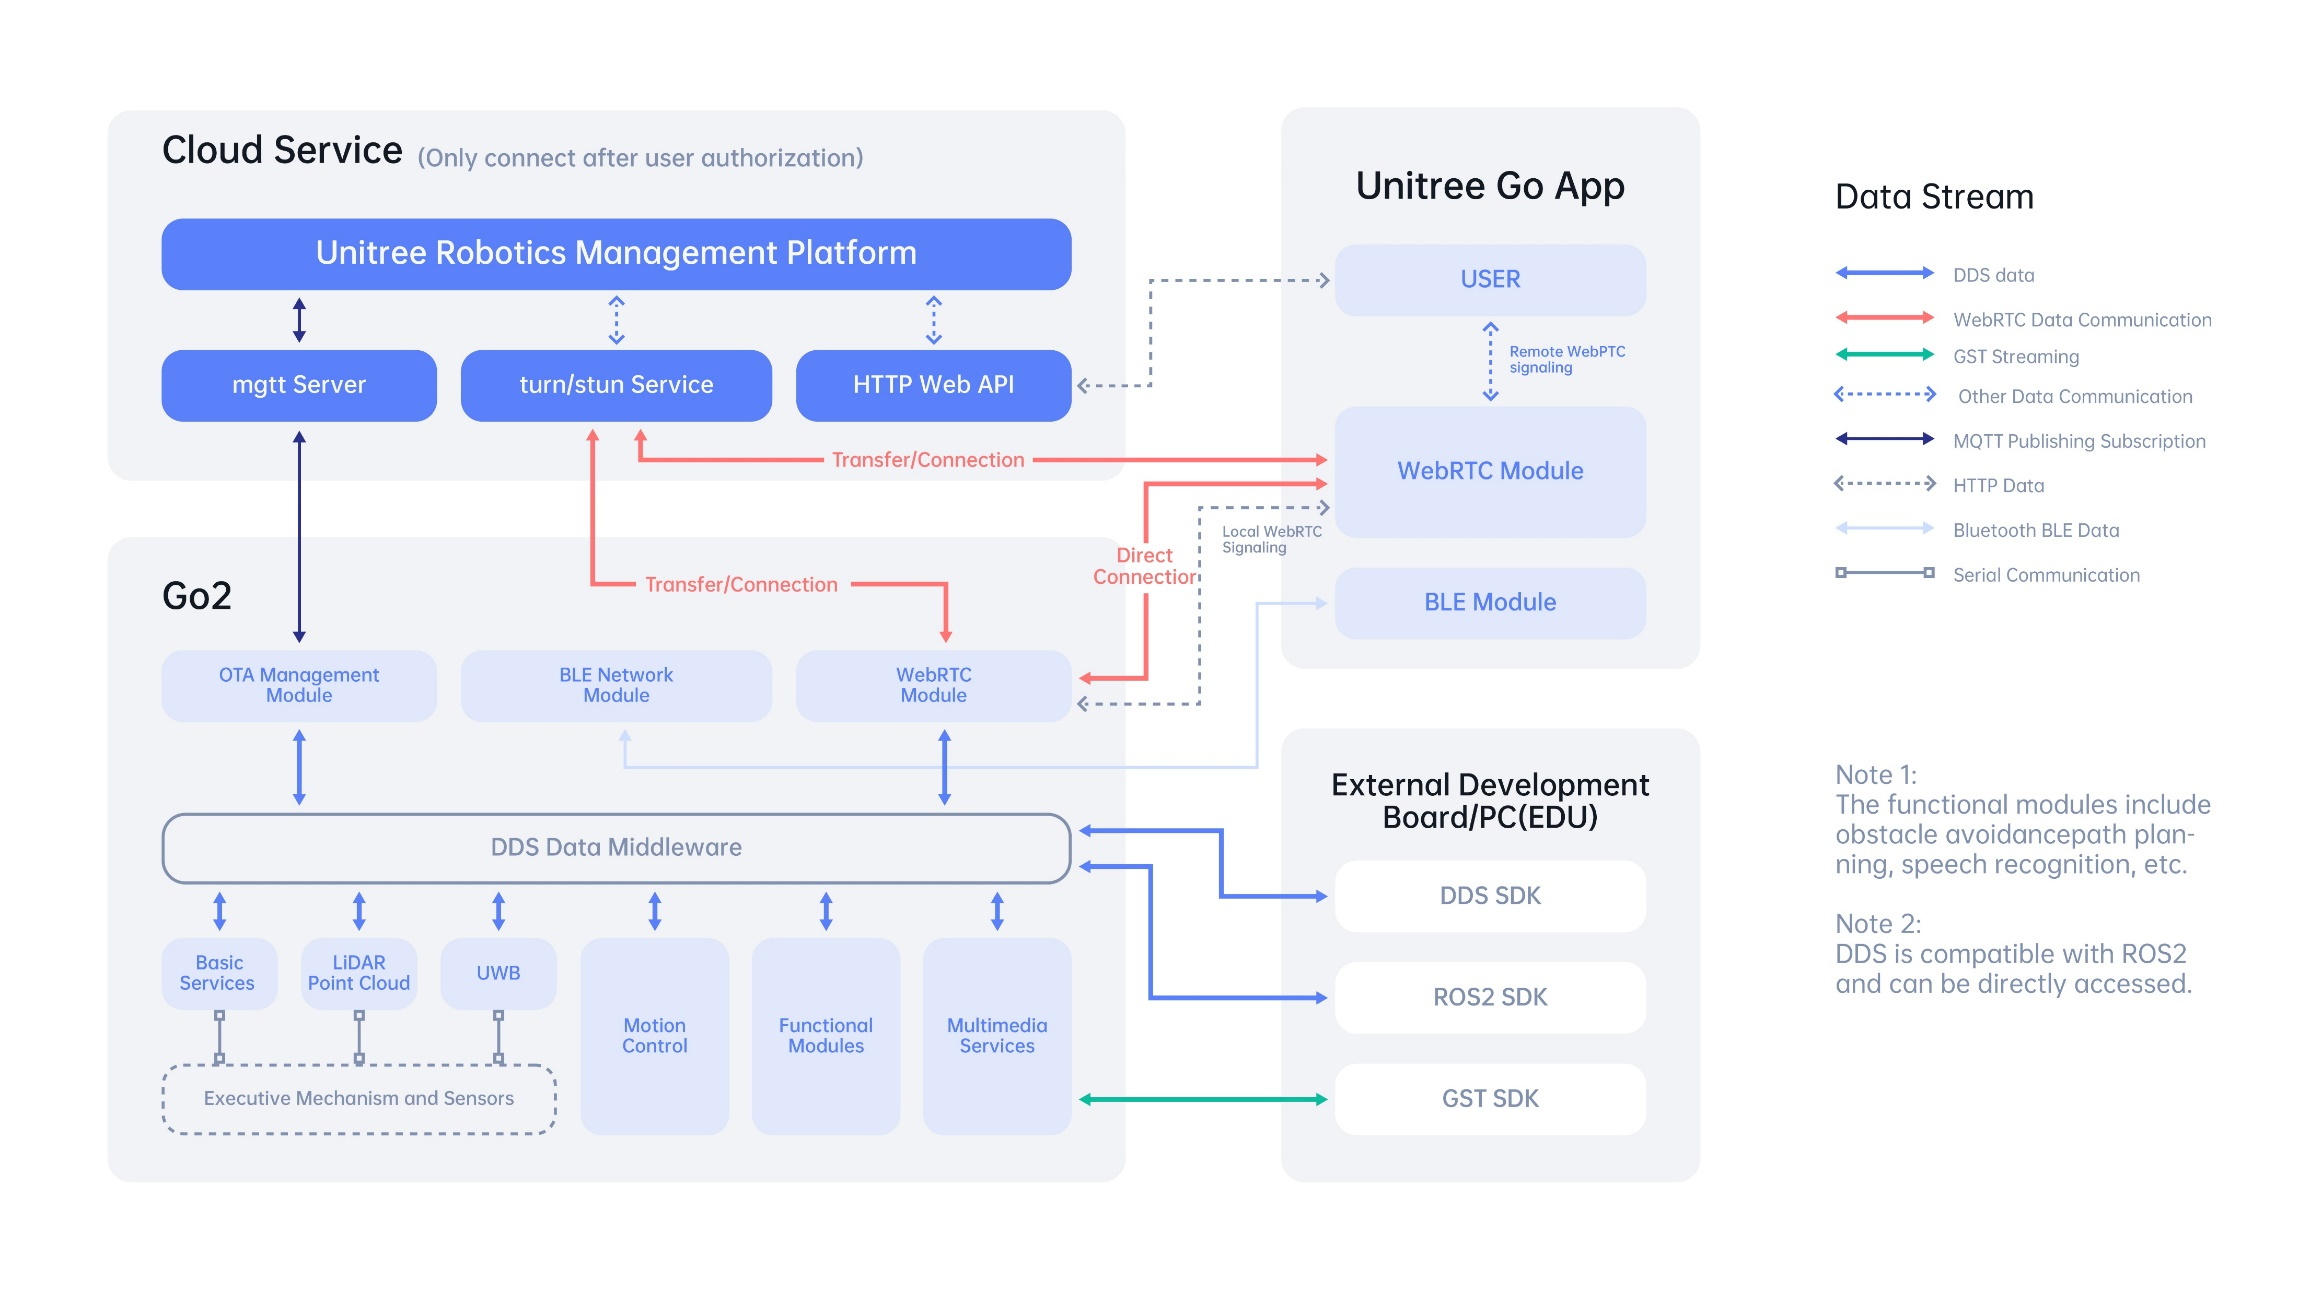 Cloud Service (Only connect after user authorization)
Unitree Robotics Management Platform
mgtt Server
turn/stun Service
HTTP Web API
Transfer/Connection
Go2
Transfer/Connection
OTA Management
Module
BLE Network
Module
WebRTC
Module
DDS Data Middleware
Basic
Services
LiDAR
Point Cloud
UWB
Motion
Control
Functional
Modules
Multimedia
Services
Executive Mechanism and Sensors
Direct
Connection
Local WebRTC
Signaling
Unitree Go App
USER
Remote WebPTC
signaling
WebRTC Module
BLE Module
External Development
Board/PC(EDU)
DDS SDK
ROS2 SDK
GST SDK
Data Stream
DDS data
WebRTC Data Communication
GST Streaming
Other Data Communication
MQTT Publishing Subscription
HTTP Data
Bluetooth BLE Data
Serial Communication
Note 1:
The functional modules include
obstacle avoidancepath plan-
ning, speech recognition, etc.
Note 2:
DDS is compatible with ROS2
and can be directly accessed.